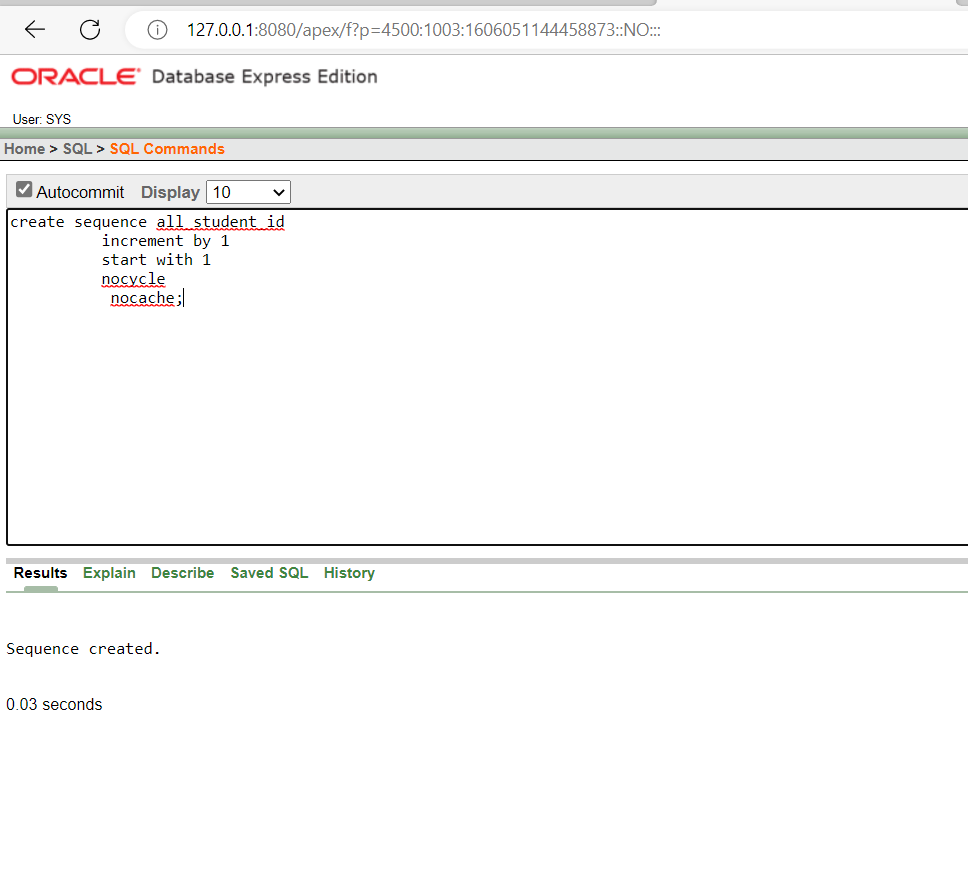 127.0.0.1:8080/apex/f?p=4500:1003:1606051144458873::NO:::
ORACLE Database Express Edition
User: SYS
Home > SQL > SQL Commands
Autocommit Display 10
create sequence all_student_id
increment by 1
start with 1
nocycle
nocache;
Results Explain Describe Saved SQL History
Sequence created.
0.03 seconds